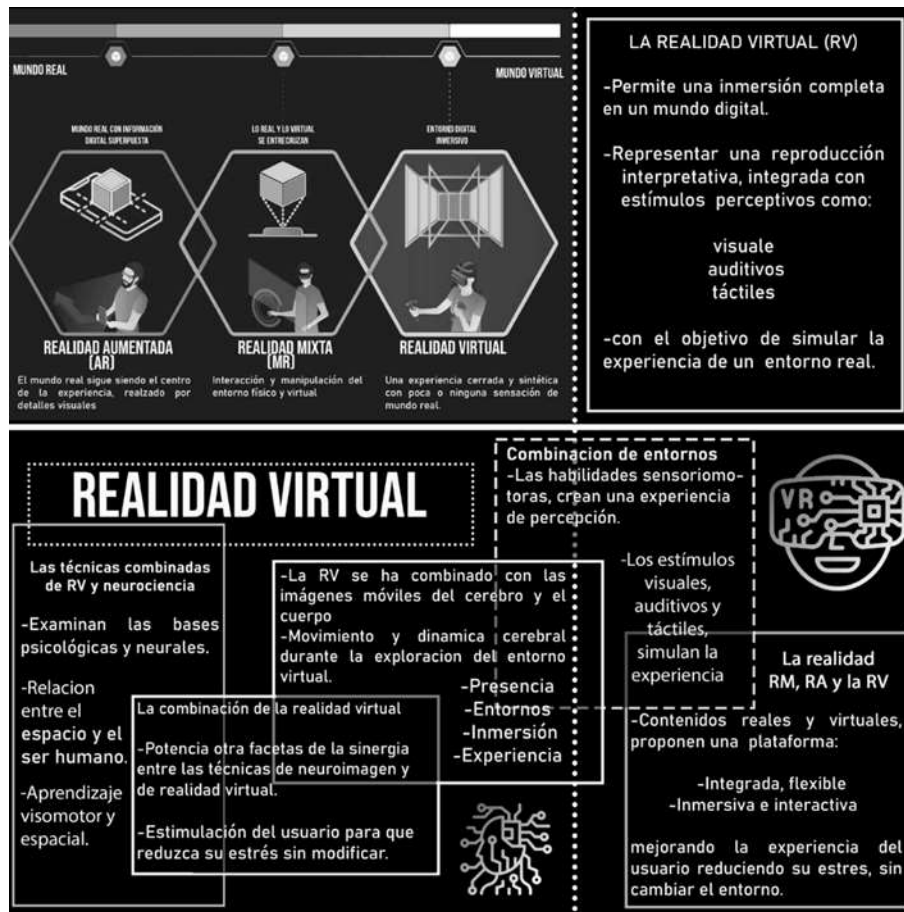 MUNDO REAL
MUNDO VIRTUAL
MUNDO REAL CON INFORMACIÓN
DIGITAL SUPERPUESTA
LO REAL Y LO VIRTUAL
SE ENTRECRUZAN
ENTORNO DIGITAL
INMERSIVO
REALIDAD AUMENTADA
(AR)
El mundo real sigue siendo el centro
de la experiencia, realzado por
detalles visuales
REALIDAD MIXTA
(MR)
Interacción y manipulación del
entorno físico y virtual
REALIDAD VIRTUAL
Una experiencia cerrada y sintética
con poca o ninguna sensación de
mundo real.
LA REALIDAD VIRTUAL (RV)
-Permite una inmersión completa
en un mundo digital.
-Representar una reproducción
interpretativa, integrada con
estímulos perceptivos como:
visuale
auditivos
táctiles
-con el objetivo de simular la
experiencia de un entorno real.
REALIDAD VIRTUAL
Las técnicas combinadas
de RV y neurociencia
-Examinan las bases
psicológicas y neurales.
-Relacion
entre el
espacio y el
ser humano.
-Aprendizaje
visomotor y
espacial.
La combinación de la realidad virtual
-Potencia otra facetas de la sinergia
entre las técnicas de neuroimagen y
de realidad virtual.
-Estimulación del usuario para que
reduzca su estrés sin modificar.
-La RV se ha combinado con las
imágenes móviles del cerebro y el
cuerpo
-Movimiento y dinamica cerebral
durante la exploracion del entorno
virtual.
-Presencia
-Entornos
-Inmersión
-Experiencia
Combinacion de entornos
-Las habilidades sensoriomo-
toras, crean una experiencia
de percepción.
-Los estímulos
visuales,
auditivos y
táctiles,
simulan la
experiencia
VR
La realidad
RM, RA y la RV
-Contenidos reales y virtuales,
proponen una plataforma:
-Integrada, flexible
-Inmersiva e interactiva
mejorando la experiencia del
usuario reduciendo su estres, sin
cambiar el entorno.